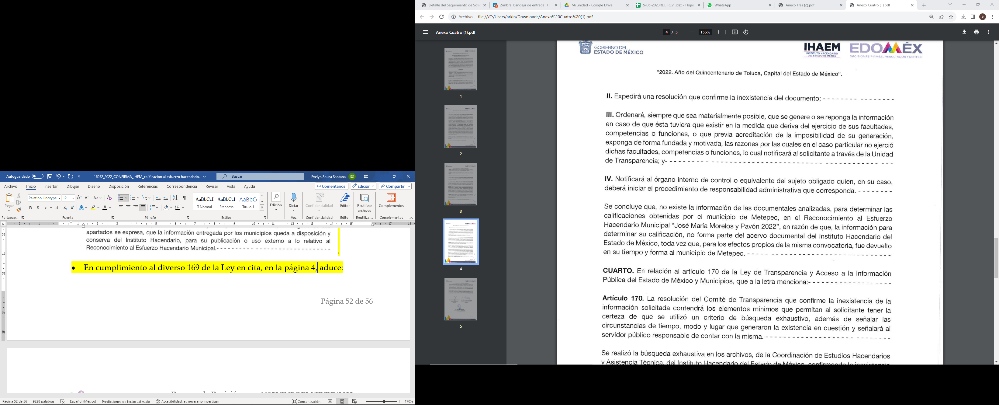 Autoguardado
16952_2022_CONFIRMA_IHEM_calificación al esfuerzo hacendario...
Buscar
Evelyn Souza Santana ES
Archivo Inicio Insertar Dibujar Diseño Disposición Referencias Correspondencia Revisar Vista Ayuda
Comentarios Edición Compartir
Pegar
Palatino Linotype 12
N K S ab x₂ x²
AaBbCcI AaBbCcI AaBbCc
¶ Normal Francesa Título 1
Edición Dictar Confidencialidad Editor Reutilizar archivos Complementos
Portapap... Fuente Párrafo Estilos Voz Confidencialidad Editor Reutilizar... Complementos
apartados se expresa, que la información entregada por los municipios queda a disposición y
conserva del Instituto Hacendario, para su publicación o uso externo a lo relativo al
Reconocimiento al Esfuerzo Hacendario Municipal.- - - - - - - - - - - - - - - - - - - - - - - - - - - - -
• En cumplimiento al diverso 169 de la Ley en cita, en la página 4, aduce:
Página 52 de 56
Página 52 de 56 9228 palabras Español (México) Predicciones de texto: activado Accesibilidad: es necesario investigar Concentración 170%
Detalle del Seguimiento de Solic
Zimbra: Bandeja de entrada (1)
Mi unidad - Google Drive
5-06-2023REC_REV_.xlsx - Hojas
WhatsApp
Anexo Tres (2).pdf
Anexo Cuatro (1).pdf
Archivo file:///C:/Users/arkin/Downloads/Anexo%20Cuatro%20(1).pdf
Anexo Cuatro (1).pdf
4 / 5 156%
1
2
3
4
5
GOBIERNO DEL
ESTADO DE MÉXICO
IHAEM
INSTITUTO HACENDARIO
DEL ESTADO DE MÉXICO
EDOMÉX
DECISIONES FIRMES, RESULTADOS FUERTES
“2022. Año del Quincentenario de Toluca, Capital del Estado de México”.
II. Expedirá una resolución que confirme la inexistencia del documento; - - - - - - - - - - - - - - - -
III. Ordenará, siempre que sea materialmente posible, que se genere o se reponga la información
en caso de que ésta tuviera que existir en la medida que deriva del ejercicio de sus facultades,
competencias o funciones, o que previa acreditación de la imposibilidad de su generación,
exponga de forma fundada y motivada, las razones por las cuales en el caso particular no ejerció
dichas facultades, competencias o funciones, lo cual notificará al solicitante a través de la Unidad
de Transparencia; y- - - - - - - - - - - - - - - - - - - - - - - - - - - - - - - - - - - - - - - - - - - -
IV. Notificará al órgano interno de control o equivalente del sujeto obligado quien, en su caso,
deberá iniciar el procedimiento de responsabilidad administrativa que corresponda. - - - - - - - -
Se concluye que, no existe la información de las documentales analizadas, para determinar las
calificaciones obtenidas por el municipio de Metepec, en el Reconocimiento al Esfuerzo
Hacendario Municipal “José María Morelos y Pavón 2022”, en razón de que, la información para
determinar su calificación, no forma parte del acervo documental del Instituto Hacendario del
Estado de México, toda vez que, para los efectos propios de la misma convocatoria, fue devuelto
en su tiempo y forma al municipio de Metepec. - - - - - - - - - - - - - - - - - - - - - - - - - - - - -
CUARTO. En relación al artículo 170 de la Ley de Transparencia y Acceso a la Información
Pública del Estado de México y Municipios, que a la letra menciona:- - - - - - - - - - - - - - - - - -
Artículo 170. La resolución del Comité de Transparencia que confirme la inexistencia de la
información solicitada contendrá los elementos mínimos que permitan al solicitante tener la
certeza de que se utilizó un criterio de búsqueda exhaustivo, además de señalar las
circunstancias de tiempo, modo y lugar que generaron la existencia en cuestión y señalará al
servidor público responsable de contar con la misma. - - - - - - - - - - - - - - - - - - - - - - - - -
Se realizó la búsqueda exhaustiva en los archivos, de la Coordinación de Estudios Hacendarios
y Asistencia Técnica, del Instituto Hacendario del Estado de México, confirmando la inexistencia